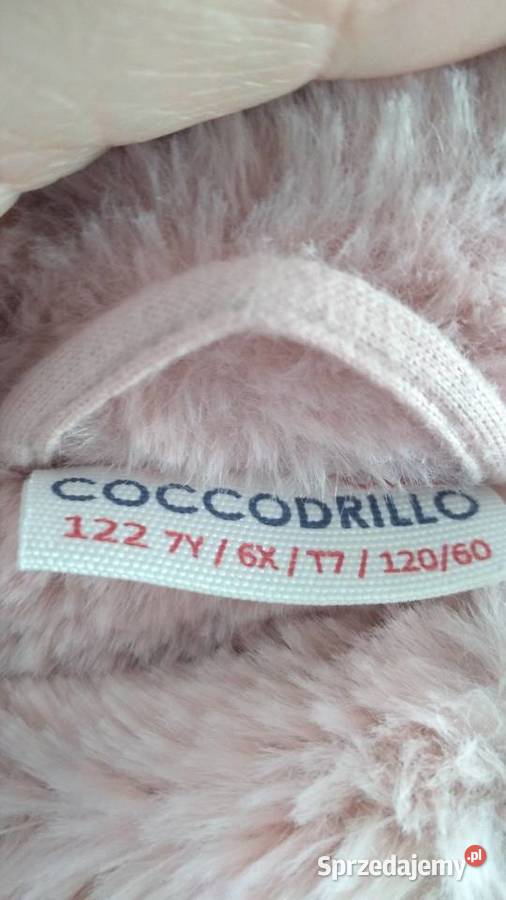 COCCODRILLO
122 7Y / 6X / T7 / 120/60
Sprzedajemy.pl